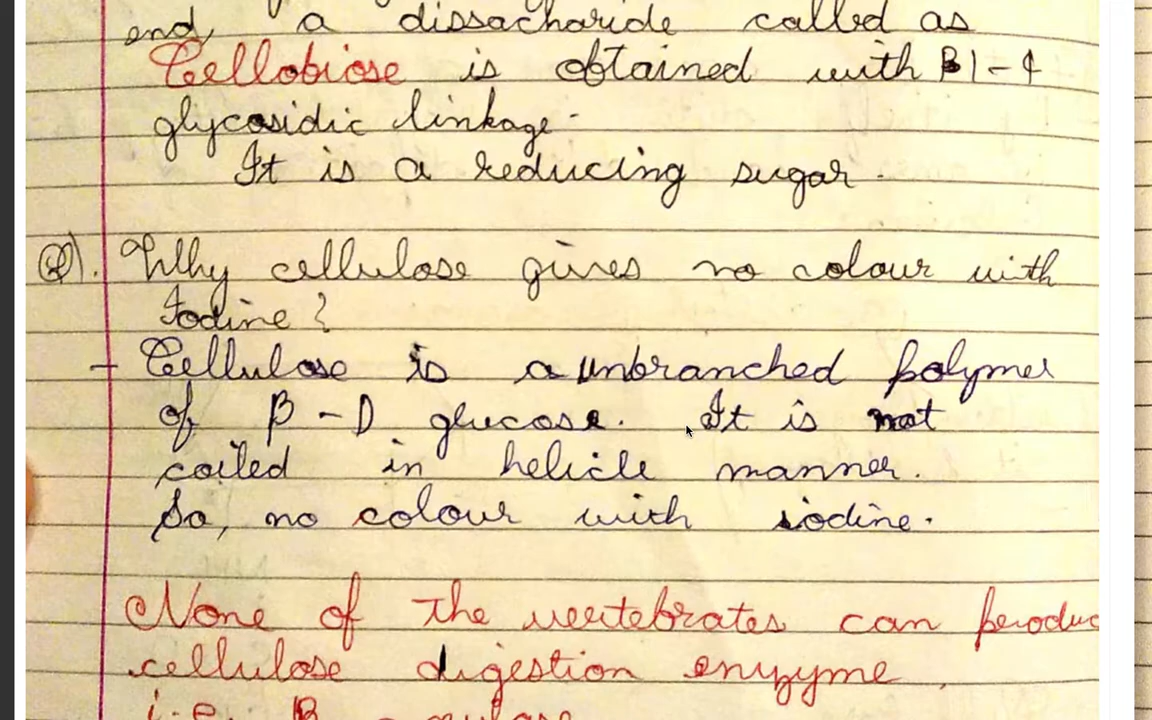 end, a dissacharide called as
Cellobiose is obtained with β1-4
glycosidic linkage.
It is a reducing sugar.
Q). Why cellulose gives no colour with
Iodine?
- Cellulose is a unbranched polymer
of β-D glucose. It is not
coiled in helicle manner.
So, no colour with iodine.
None of the vertebrates can produc
cellulose digestion enzyme
i.e. β